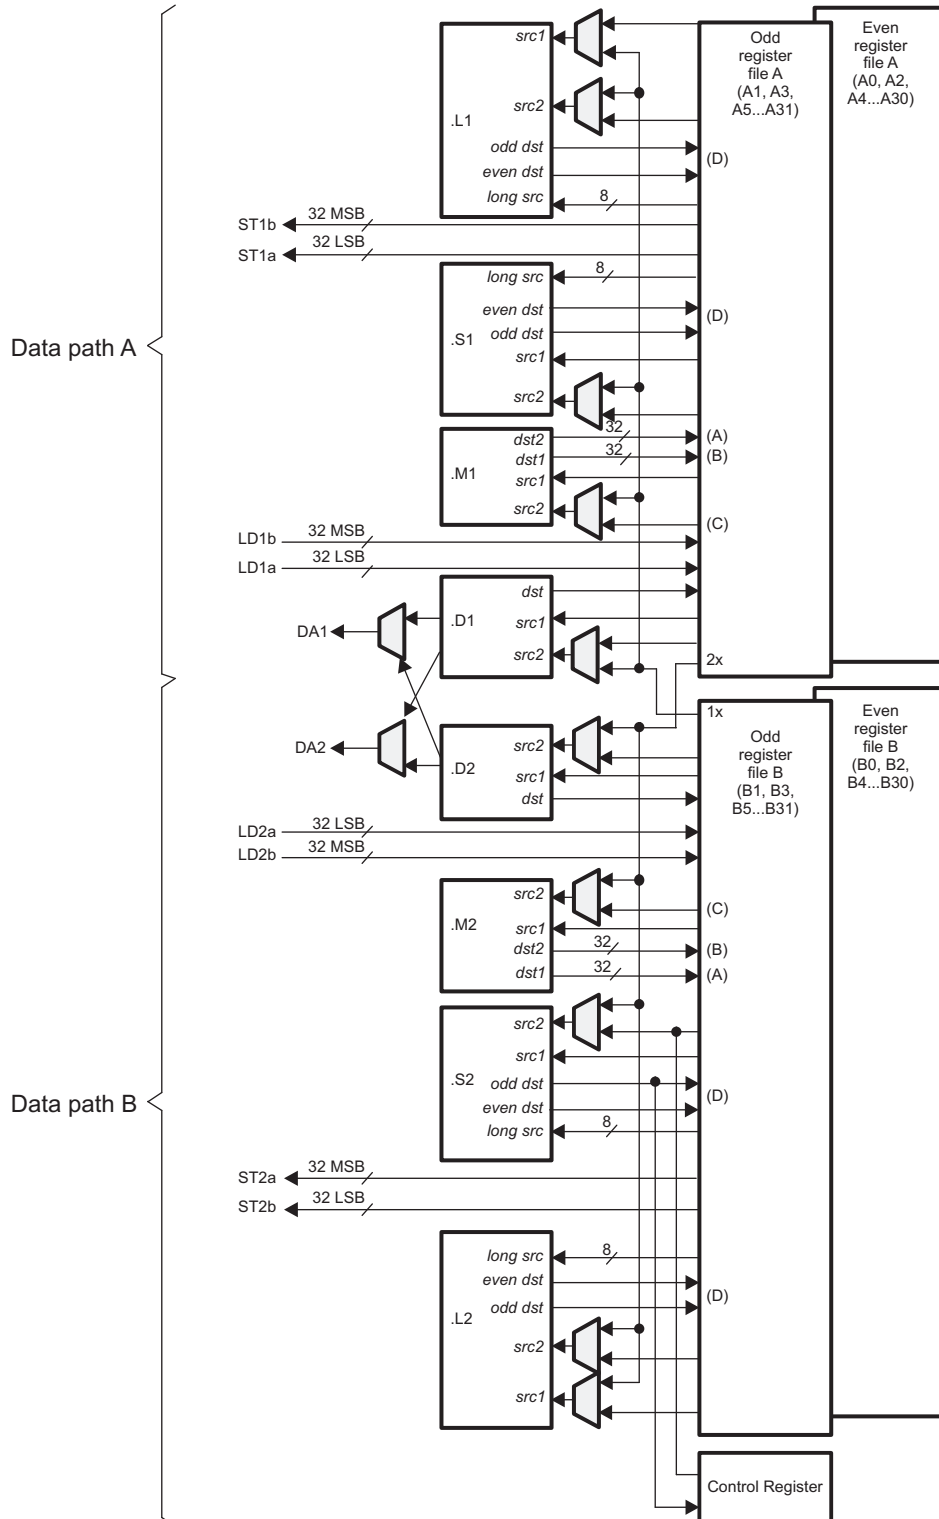 src1
Odd
register
file A
(A1, A3,
A5...A31)
Even
register
file A
(A0, A2,
A4...A30)
src2
.L1
odd dst
(D)
even dst
long src
8
ST1b
32 MSB
ST1a
32 LSB
long src
8
even dst
(D)
odd dst
.S1
Data path A
src1
src2
32
dst2
(A)
32
dst1
(B)
.M1
src1
src2
(C)
LD1b
32 MSB
LD1a
32 LSB
dst
.D1
src1
DA1
src2
2x
1x
Odd
register
file B
(B1, B3,
B5...B31)
Even
register
file B
(B0, B2,
B4...B30)
DA2
src2
.D2
src1
dst
LD2a
32 LSB
LD2b
32 MSB
src2
(C)
.M2
src1
dst2
32
(B)
dst1
32
(A)
src2
src1
.S2
odd dst
(D)
Data path B
even dst
long src
8
ST2a
32 MSB
ST2b
32 LSB
long src
8
even dst
(D)
odd dst
.L2
src2
src1
Control Register